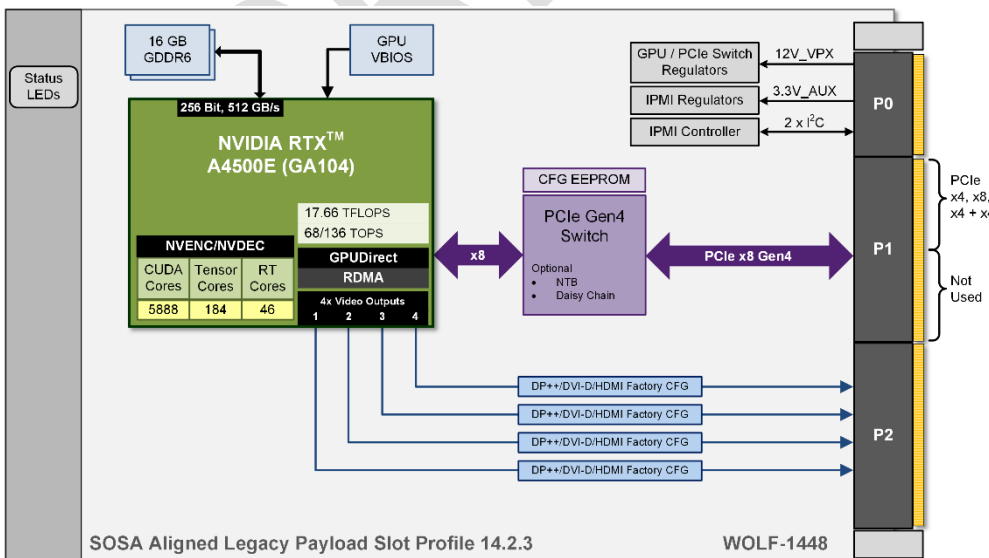 Status
LEDs
16 GB
GDDR6
GPU
VBIOS
256 Bit, 512 GB/s
NVIDIA RTX™
A4500E (GA104)
17.66 TFLOPS
68/136 TOPS
NVENC/NVDEC
GPUDirect
RDMA
CUDA
Cores
Tensor
Cores
RT
Cores
5888
184
46
4x Video Outputs
1 2 3 4
x8
CFG EEPROM
PCIe Gen4
Switch
Optional
• NTB
• Daisy Chain
PCIe x8 Gen4
GPU / PCIe Switch
Regulators
12V_VPX
IPMI Regulators
3.3V_AUX
IPMI Controller
2 x I²C
P0
P1
P2
PCIe
x4, x8,
x4 + x4
Not
Used
DP++/DVI-D/HDMI Factory CFG
DP++/DVI-D/HDMI Factory CFG
DP++/DVI-D/HDMI Factory CFG
DP++/DVI-D/HDMI Factory CFG
SOSA Aligned Legacy Payload Slot Profile 14.2.3
WOLF-1448